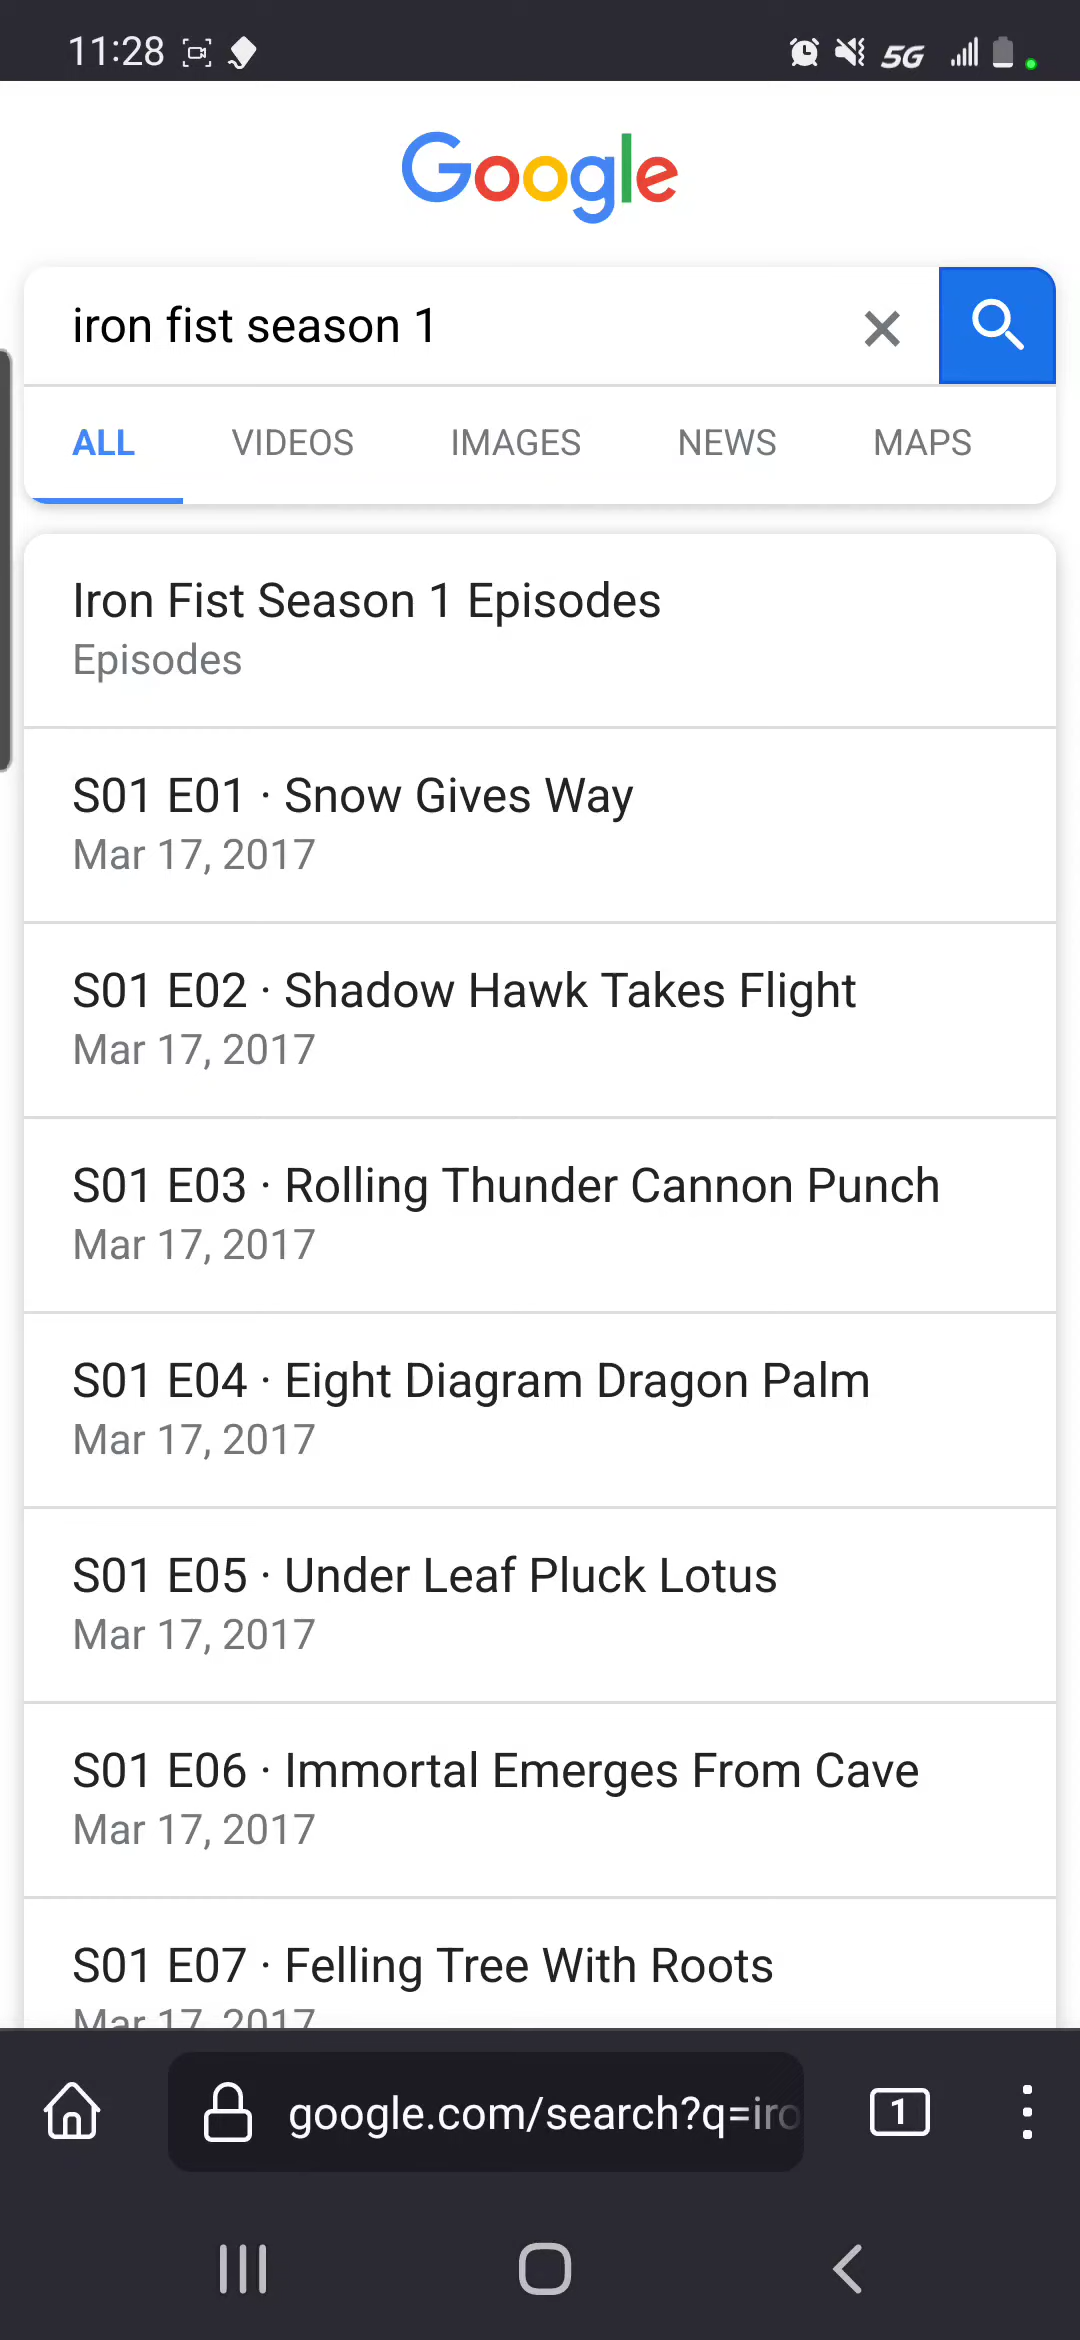 11:28
5G
Google
iron fist season 1
ALL VIDEOS IMAGES NEWS MAPS
Iron Fist Season 1 Episodes
Episodes
S01 E01 · Snow Gives Way
Mar 17, 2017
S01 E02 · Shadow Hawk Takes Flight
Mar 17, 2017
S01 E03 · Rolling Thunder Cannon Punch
Mar 17, 2017
S01 E04 · Eight Diagram Dragon Palm
Mar 17, 2017
S01 E05 · Under Leaf Pluck Lotus
Mar 17, 2017
S01 E06 · Immortal Emerges From Cave
Mar 17, 2017
S01 E07 · Felling Tree With Roots
Mar 17, 2017
google.com/search?q=iro
1